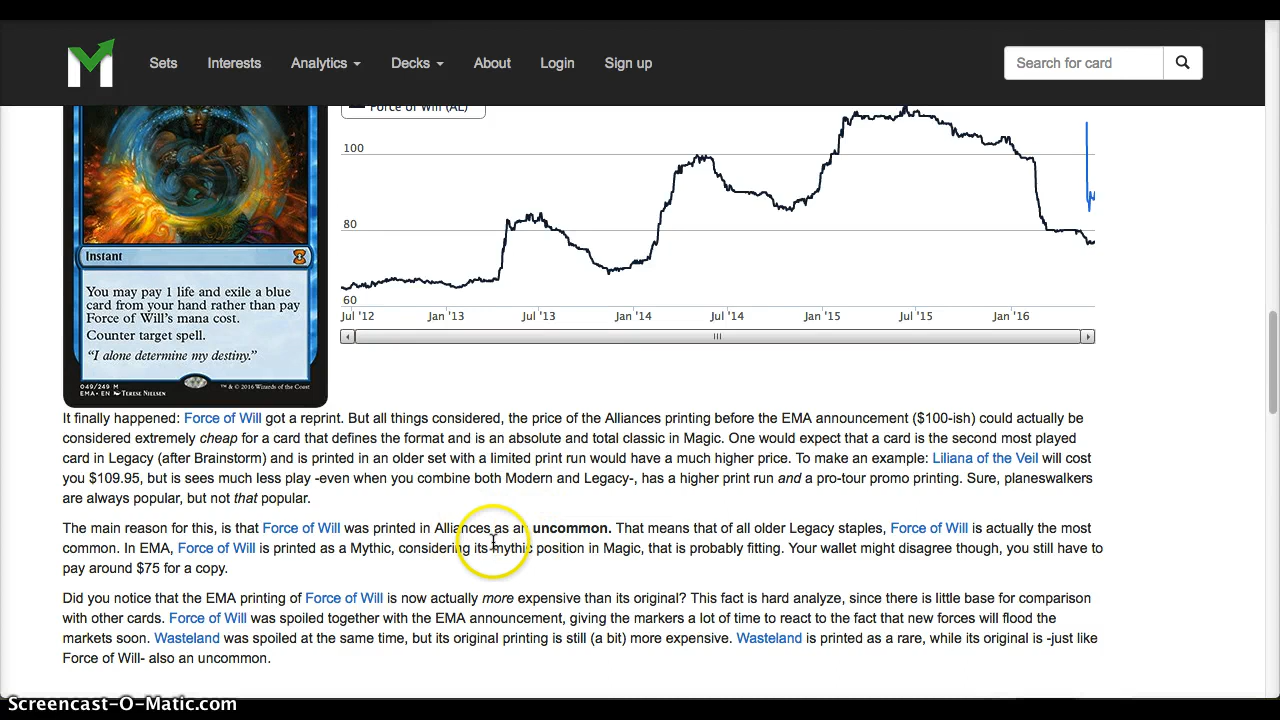 M
Sets Interests Analytics Decks About Login Sign up Search for card
Force of Will (AL)
100
80
60
Jul '12 Jan '13 Jul '13 Jan '14 Jul '14 Jan '15 Jul '15 Jan '16
Instant
You may pay 1 life and exile a blue
card from your hand rather than pay
Force of Will's mana cost.
Counter target spell.
"I alone determine my destiny."
049/249 M
EMA • EN TERESE NIELSEN
™ & © 2016 Wizards of the Coast
It finally happened: Force of Will got a reprint. But all things considered, the price of the Alliances printing before the EMA announcement ($100-ish) could actually be
considered extremely cheap for a card that defines the format and is an absolute and total classic in Magic. One would expect that a card is the second most played
card in Legacy (after Brainstorm) and is printed in an older set with a limited print run would have a much higher price. To make an example: Liliana of the Veil will cost
you $109.95, but is sees much less play -even when you combine both Modern and Legacy-, has a higher print run and a pro-tour promo printing. Sure, planeswalkers
are always popular, but not that popular.
The main reason for this, is that Force of Will was printed in Alliances as an uncommon. That means that of all older Legacy staples, Force of Will is actually the most
common. In EMA, Force of Will is printed as a Mythic, considering its mythic position in Magic, that is probably fitting. Your wallet might disagree though, you still have to
pay around $75 for a copy.
Did you notice that the EMA printing of Force of Will is now actually more expensive than its original? This fact is hard analyze, since there is little base for comparison
with other cards. Force of Will was spoiled together with the EMA announcement, giving the markers a lot of time to react to the fact that new forces will flood the
markets soon. Wasteland was spoiled at the same time, but its original printing is still (a bit) more expensive. Wasteland is printed as a rare, while its original is -just like
Force of Will- also an uncommon.
Screencast-O-Matic.com